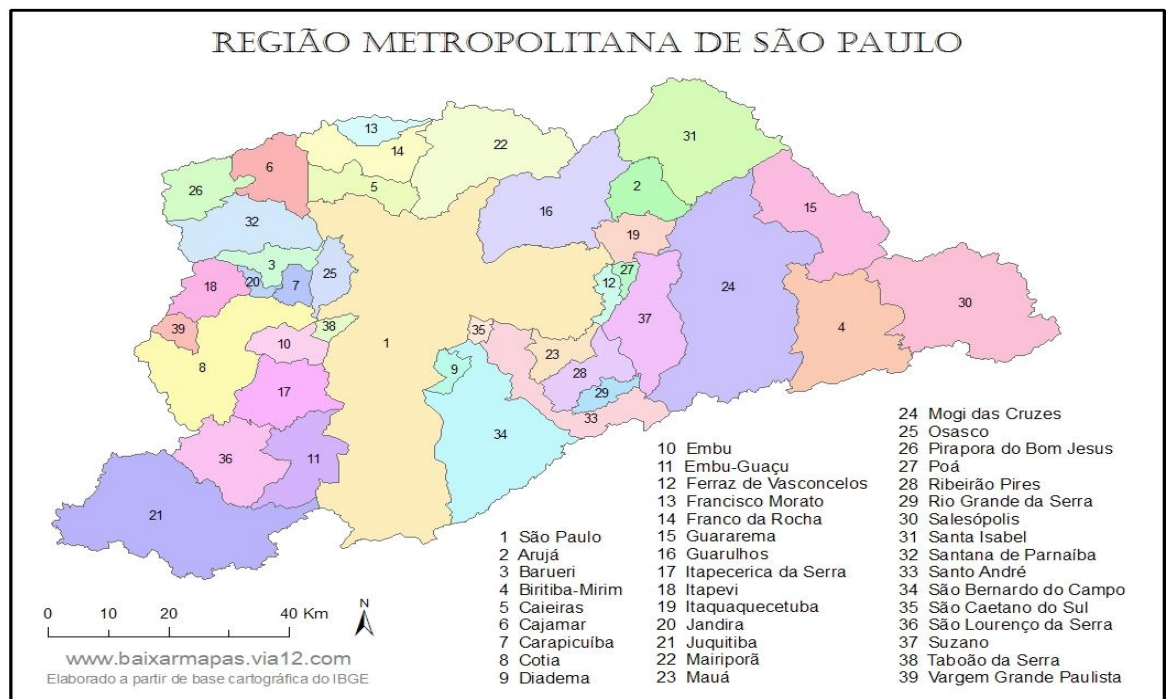 REGIÃO METROPOLITANA DE SÃO PAULO
13
31
22
14
6
5
2
26
15
16
32
19
3
25
27
20
7
12
18
24
30
37
39
38
35
4
10
1
23
8
9
28
17
29
33
34
36
11
21
0 10 20 40 Km
N
www.baixarmapas.via12.com
Elaborado a partir de base cartográfica do IBGE
1 São Paulo
2 Arujá
3 Barueri
4 Biritiba-Mirim
5 Caieiras
6 Cajamar
7 Carapicuíba
8 Cotia
9 Diadema
10 Embu
11 Embu-Guaçu
12 Ferraz de Vasconcelos
13 Francisco Morato
14 Franco da Rocha
15 Guararema
16 Guarulhos
17 Itapecerica da Serra
18 Itapevi
19 Itaquaquecetuba
20 Jandira
21 Juquitiba
22 Mairiporã
23 Mauá
24 Mogi das Cruzes
25 Osasco
26 Pirapora do Bom Jesus
27 Poá
28 Ribeirão Pires
29 Rio Grande da Serra
30 Salesópolis
31 Santa Isabel
32 Santana de Parnaíba
33 Santo André
34 São Bernardo do Campo
35 São Caetano do Sul
36 São Lourenço da Serra
37 Suzano
38 Taboão da Serra
39 Vargem Grande Paulista